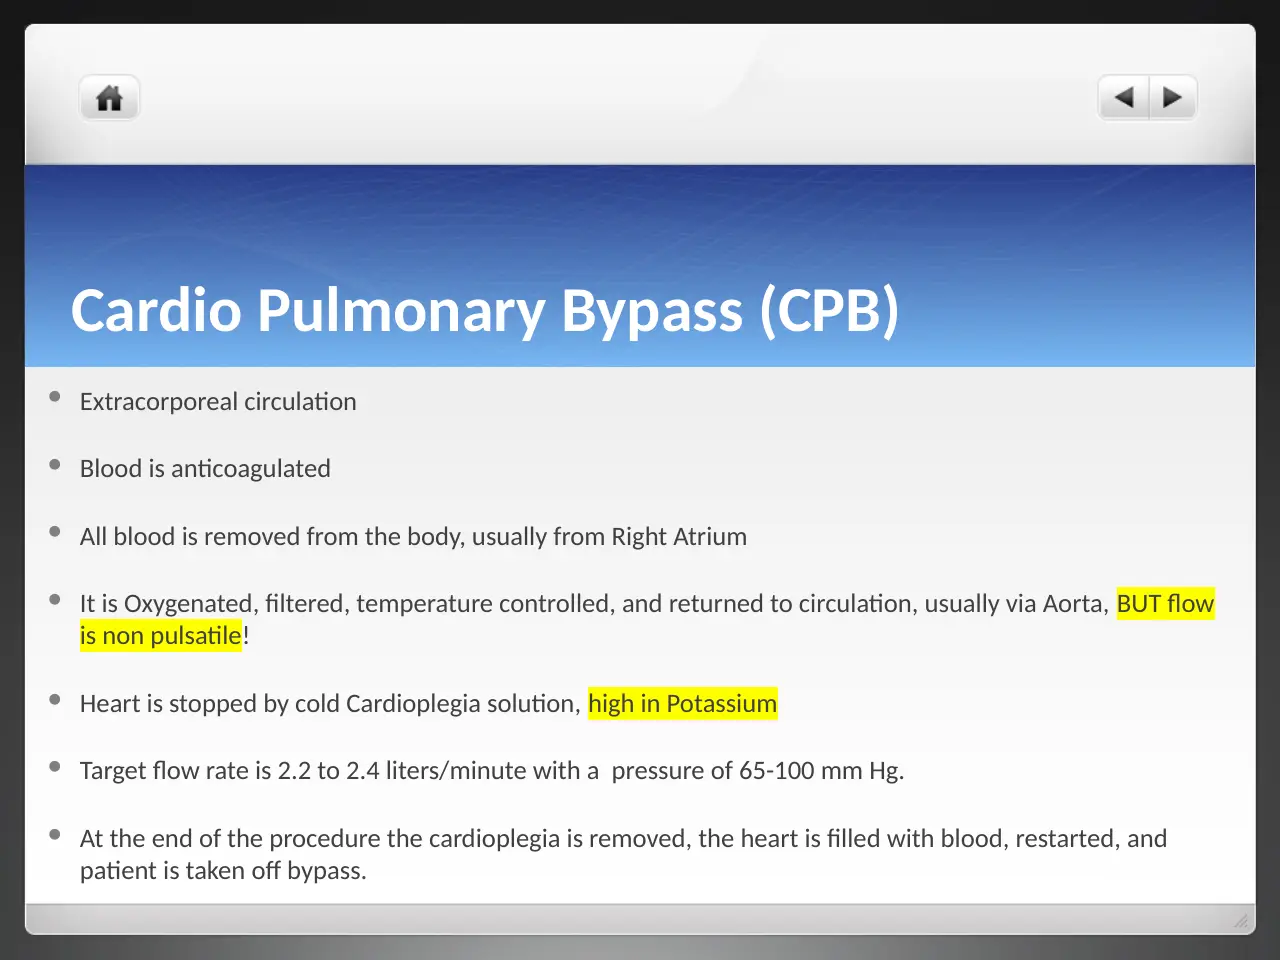 Cardio Pulmonary Bypass (CPB)
• Extracorporeal circulation
• Blood is anticoagulated
• All blood is removed from the body, usually from Right Atrium
• It is Oxygenated, filtered, temperature controlled, and returned to circulation, usually via Aorta, BUT flow
is non pulsatile!
• Heart is stopped by cold Cardioplegia solution, high in Potassium
• Target flow rate is 2.2 to 2.4 liters/minute with a  pressure of 65-100 mm Hg.
• At the end of the procedure the cardioplegia is removed, the heart is filled with blood, restarted, and
patient is taken off bypass.